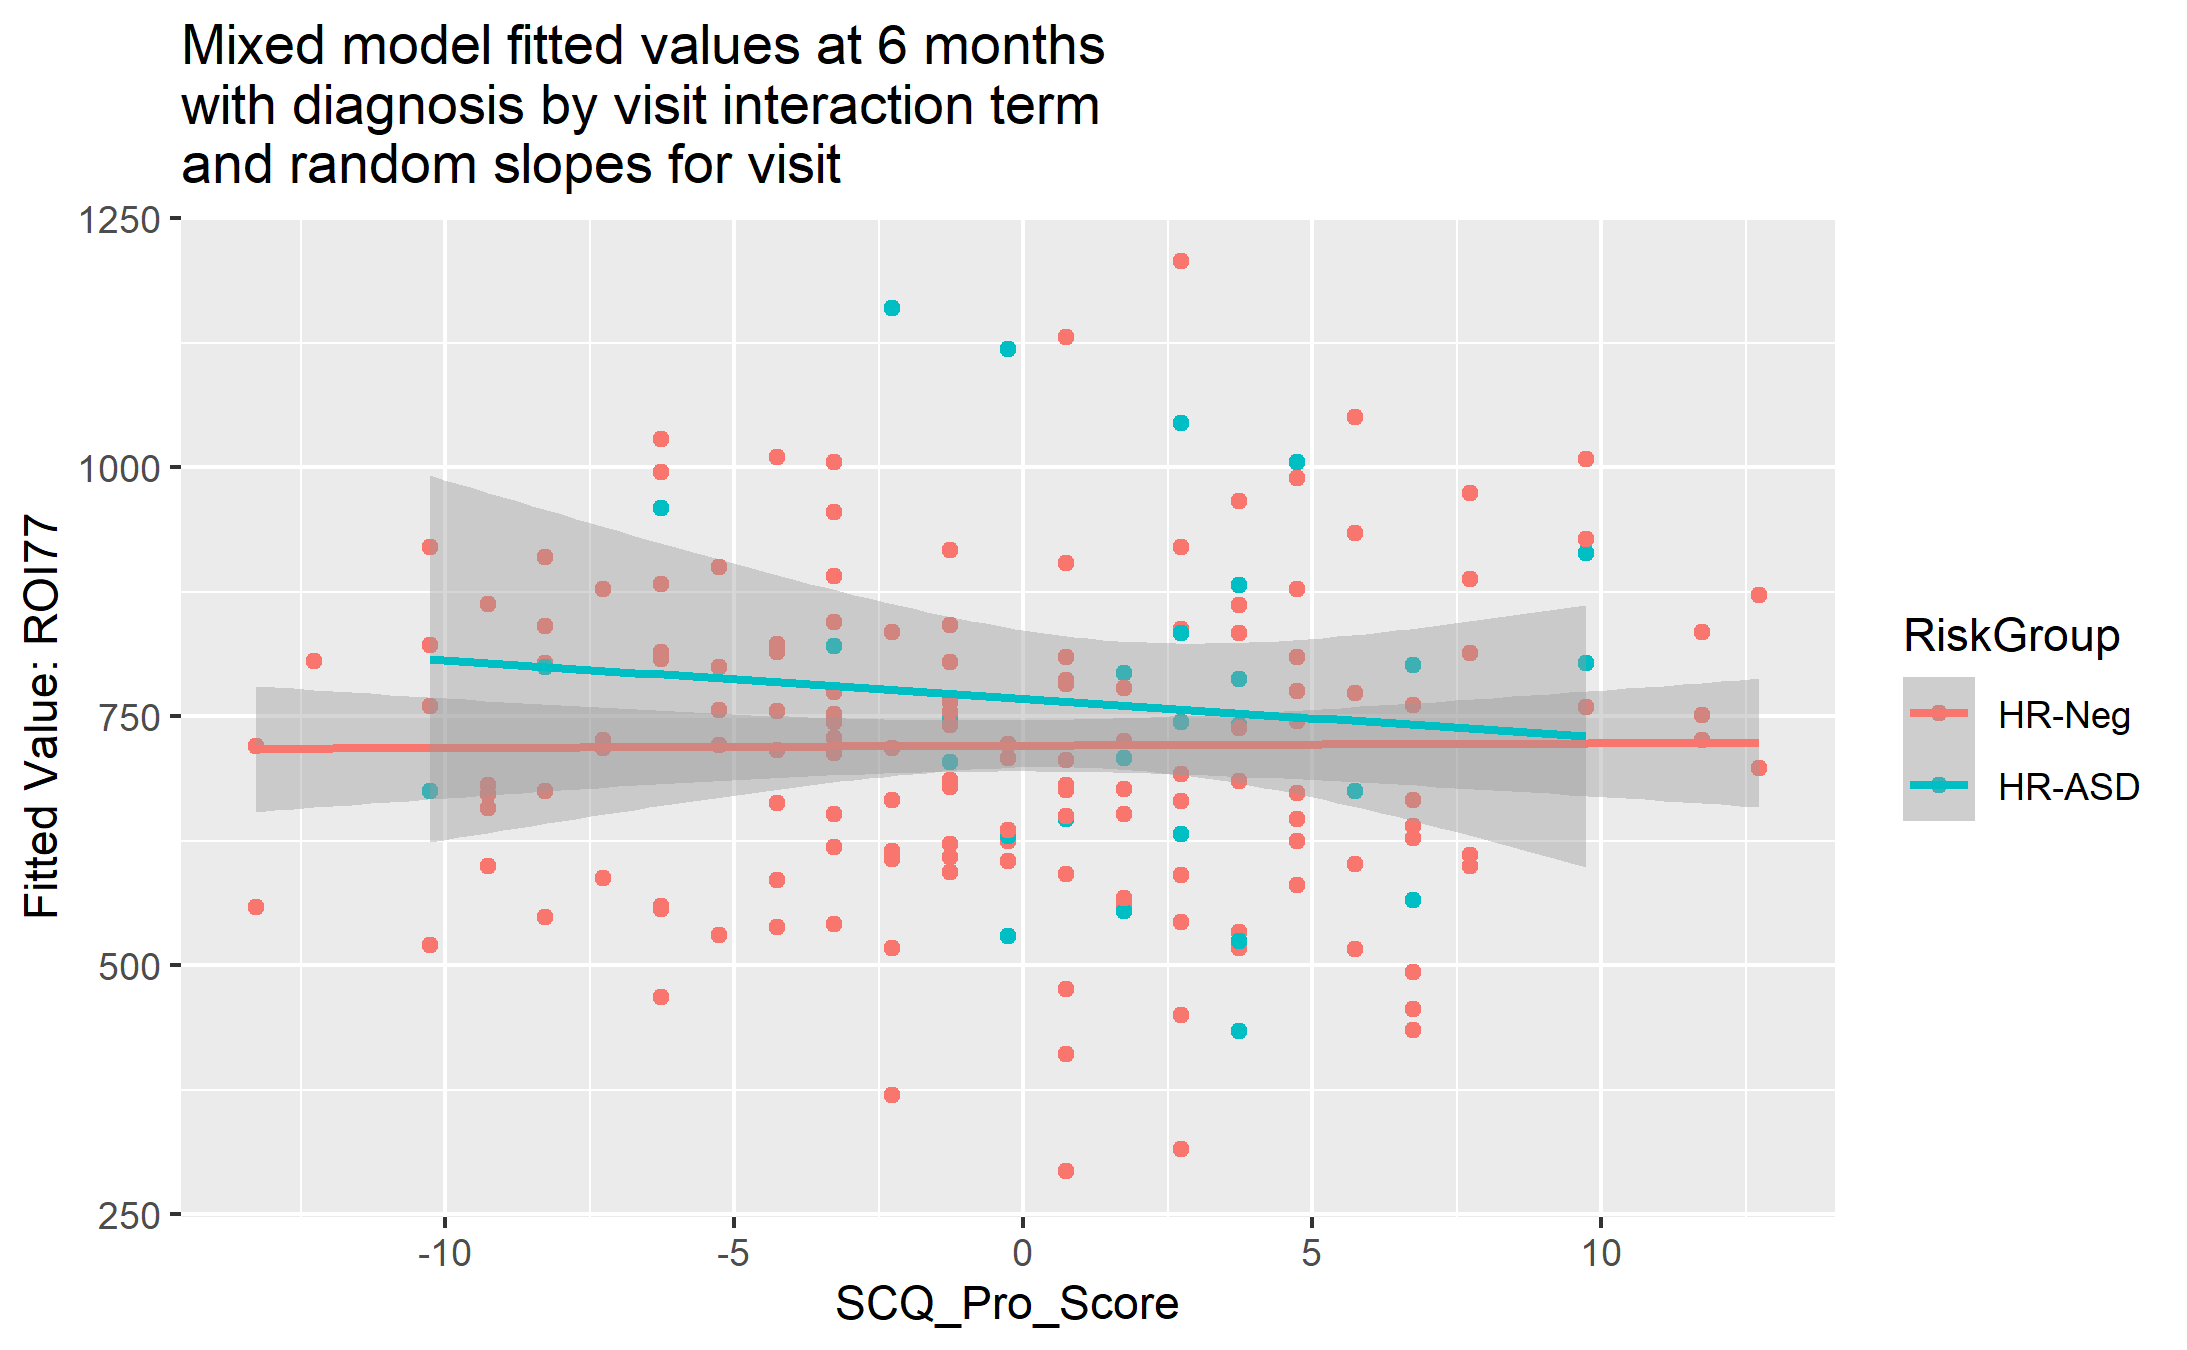 Mixed model fitted values at 6 months
with diagnosis by visit interaction term
and random slopes for visit
1250
1000
750
500
250
Fitted Value: ROI77
-10
-5
0
5
10
SCQ_Pro_Score
RiskGroup
HR-Neg
HR-ASD